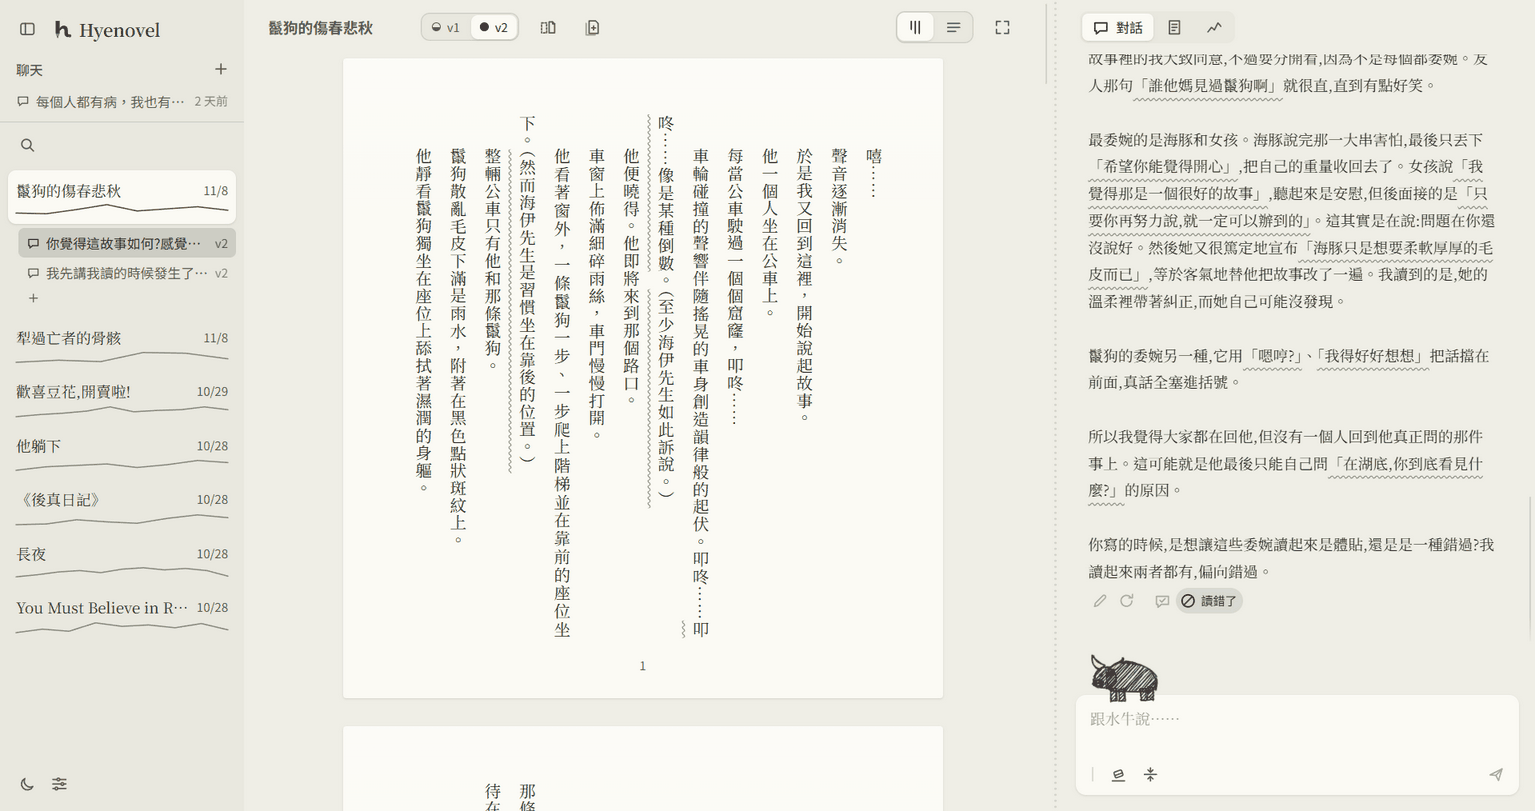 Hyenovel
聊天
每個人都有病，我也有⋯ 2 天前
鬣狗的傷春悲秋 11/8
你覺得這故事如何?感覺⋯ v2
我先講我讀的時候發生了⋯ v2
犁過亡者的骨骸 11/8
歡喜豆花,開賣啦! 10/29
他躺下 10/28
《後真日記》 10/28
長夜 10/28
You Must Believe in R⋯ 10/28
鬣狗的傷春悲秋
v1
v2
嘻⋯⋯
聲音逐漸消失。
於是我又回到這裡，開始說起故事。
他一個人坐在公車上。
每當公車駛過一個個窟窿，叩咚⋯⋯
車輪碰撞的聲響伴隨搖晃的車身創造韻律般的起伏。叩咚⋯⋯叩
咚⋯⋯像是某種倒數。（至少海伊先生如此訴說。）
他便曉得。他即將來到那個路口。
車窗上佈滿細碎雨絲，車門慢慢打開。
他看著窗外，一條鬣狗一步、一步爬上階梯並在靠前的座位坐
下。（然而海伊先生是習慣坐在靠後的位置。）
整輛公車只有他和那條鬣狗。
鬣狗散亂毛皮下滿是雨水，附著在黑色點狀斑紋上。
他靜看鬣狗獨坐在座位上舔拭著濕潤的身軀。
1
那條
待在
對話
故事裡的我大致同意,不過要分開看,因為不是每個都委婉。友
人那句「誰他媽見過鬣狗啊」就很直,直到有點好笑。
最委婉的是海豚和女孩。海豚說完那一大串害怕,最後只丟下
「希望你能覺得開心」,把自己的重量收回去了。女孩說「我
覺得那是一個很好的故事」,聽起來是安慰,但後面接的是「只
要你再努力說,就一定可以辦到的」。這其實是在說:問題在你還
沒說好。然後她又很篤定地宣布「海豚只是想要柔軟厚厚的毛
皮而已」,等於客氣地替他把故事改了一遍。我讀到的是,她的
溫柔裡帶著糾正,而她自己可能沒發現。
鬣狗的委婉另一種,它用「嗯哼?」、「我得好好想想」把話擋在
前面,真話全塞進括號。
所以我覺得大家都在回他,但沒有一個人回到他真正問的那件
事上。這可能就是他最後只能自己問「在湖底,你到底看見什
麼?」的原因。
你寫的時候,是想讓這些委婉讀起來是體貼,還是是一種錯過?我
讀起來兩者都有,偏向錯過。
讀錯了
跟水牛說⋯⋯